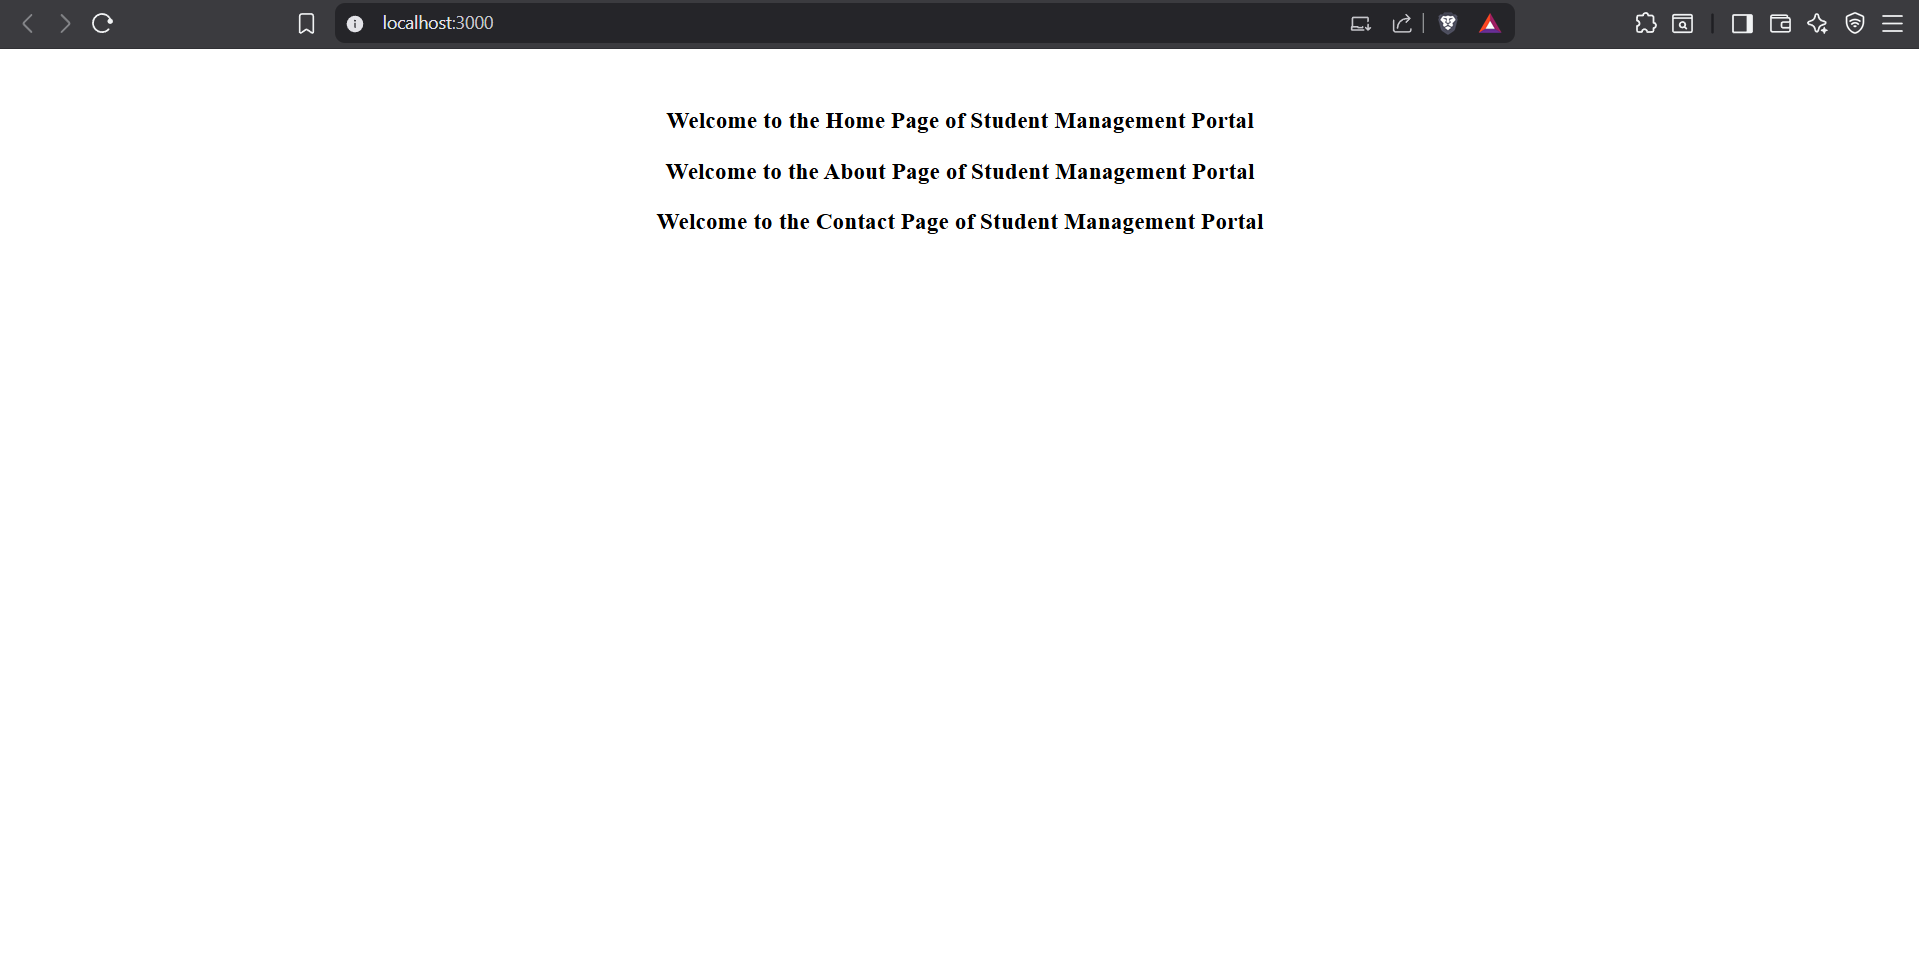 localhost:3000
Welcome to the Home Page of Student Management Portal
Welcome to the About Page of Student Management Portal
Welcome to the Contact Page of Student Management Portal